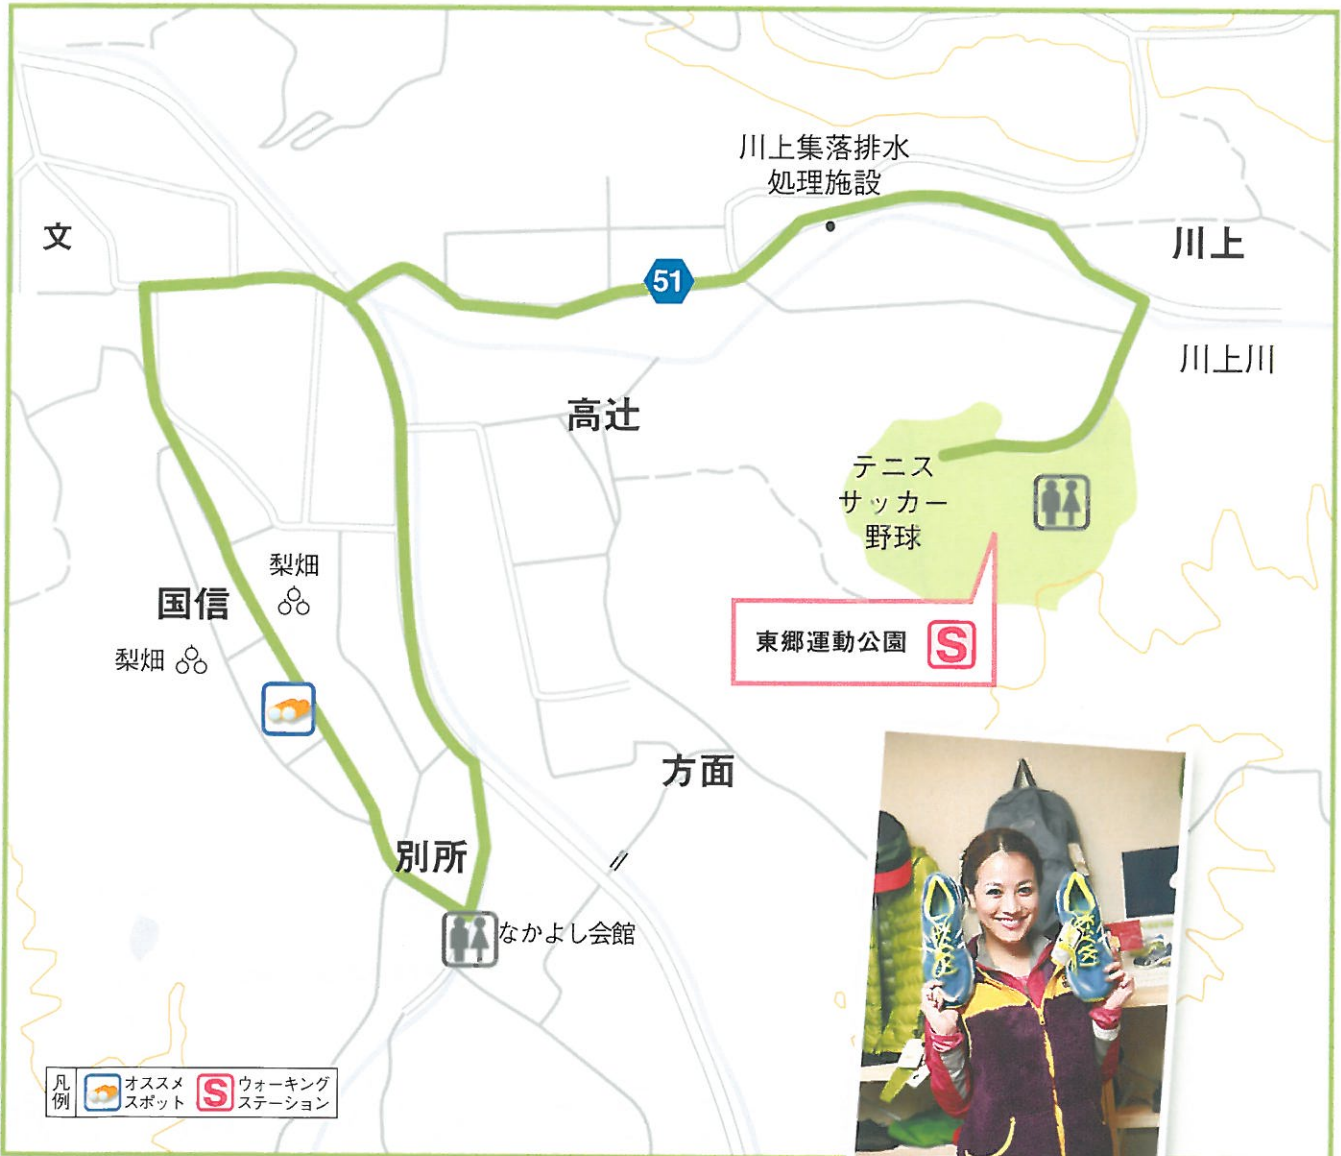 川上集落排水
処理施設
文
川上
51
川上川
高辻
テニス
サッカー
野球
梨畑
国信
東郷運動公園
S
梨畑
方面
別所
なかよし会館
凡例
オススメ
スポット
S
ウォーキング
ステーション